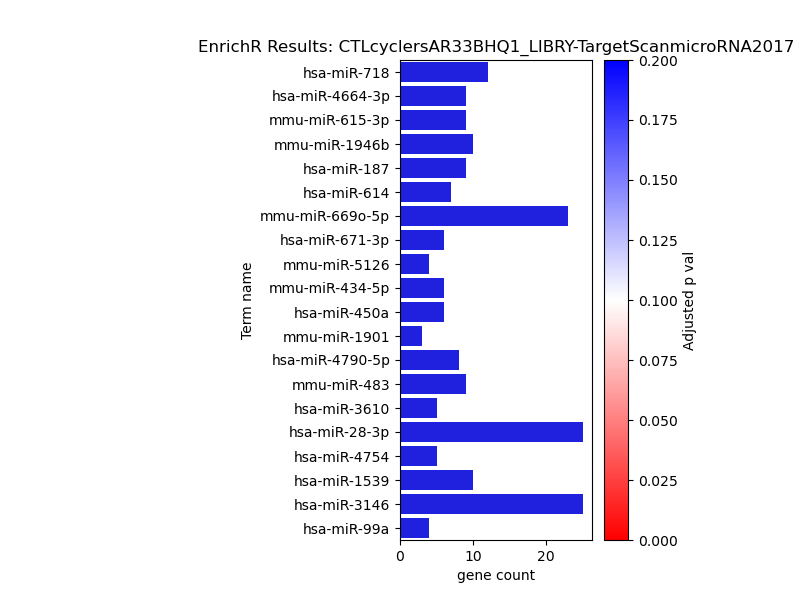 EnrichR Results: CTLcyclersAR33BHQ1_LIBRY-TargetScanmicroRNA2017
hsa-miR-718
hsa-miR-4664-3p
mmu-miR-615-3p
mmu-miR-1946b
hsa-miR-187
hsa-miR-614
mmu-miR-669o-5p
hsa-miR-671-3p
mmu-miR-5126
mmu-miR-434-5p
hsa-miR-450a
mmu-miR-1901
hsa-miR-4790-5p
mmu-miR-483
hsa-miR-3610
hsa-miR-28-3p
hsa-miR-4754
hsa-miR-1539
hsa-miR-3146
hsa-miR-99a
Term name
0 10 20
gene count
0.200
0.175
0.150
0.125
0.100
0.075
0.050
0.025
0.000
Adjusted p val